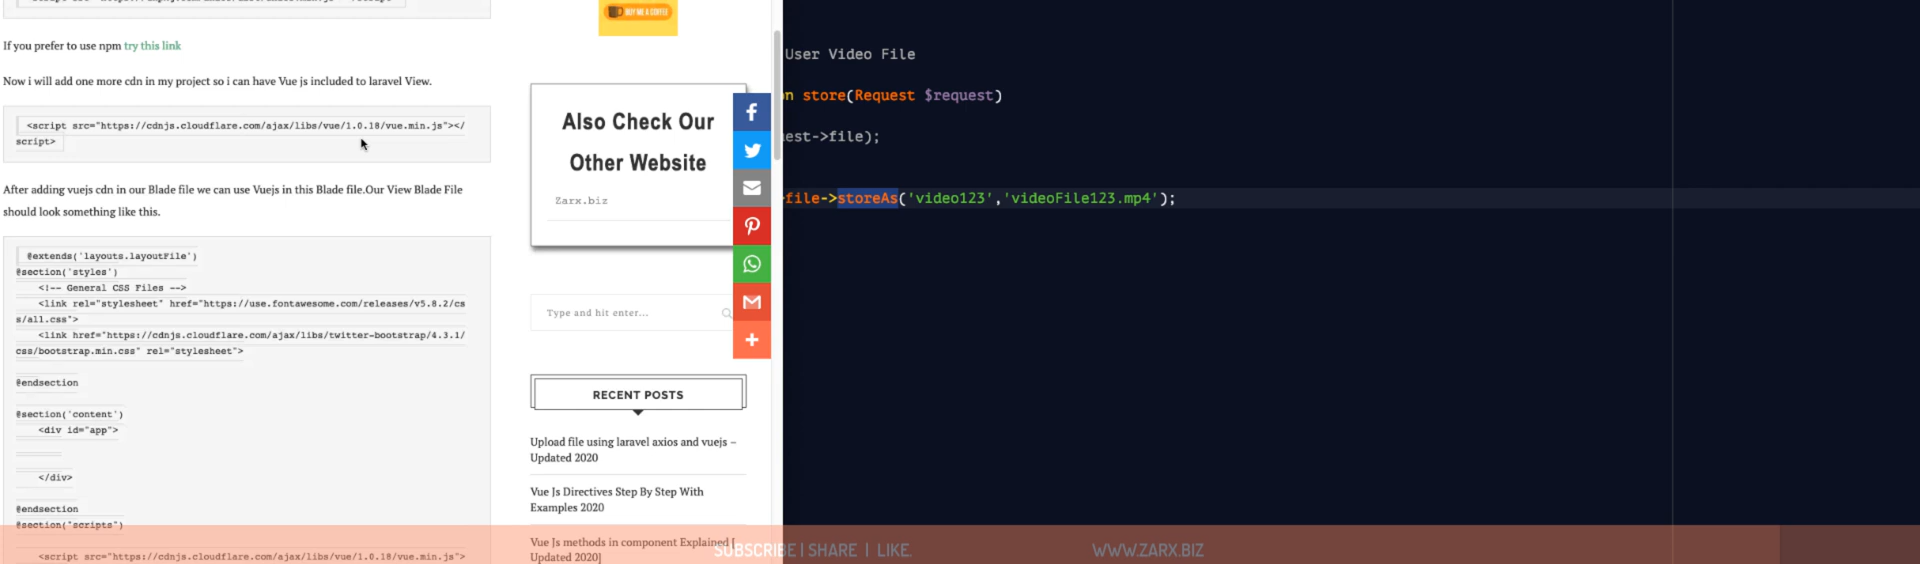 If you prefer to use npm try this link
Now i will add one more cdn in my project so i can have Vue js included to laravel View.
<script src="https://cdnjs.cloudflare.com/ajax/libs/vue/1.0.18/vue.min.js"></
script>
After adding vuejs cdn in our Blade file we can use Vuejs in this Blade file.Our View Blade File
should look something like this.
@extends('layouts.layoutFile')
@section('styles')
<!-- General CSS Files -->
<link rel="stylesheet" href="https://use.fontawesome.com/releases/v5.8.2/cs
s/all.css">
<link href="https://cdnjs.cloudflare.com/ajax/libs/twitter-bootstrap/4.3.1/
css/bootstrap.min.css" rel="stylesheet">
@endsection
@section('content')
<div id="app">
</div>
@endsection
@section("scripts")
<script src="https://cdnjs.cloudflare.com/ajax/libs/vue/1.0.18/vue.min.js">
BUY ME A COFFEE
Also Check Our
Other Website
Zarx.biz
Type and hit enter...
RECENT POSTS
Upload file using laravel axios and vuejs –
Updated 2020
Vue Js Directives Step By Step With
Examples 2020
Vue Js methods in component Explained [
Updated 2020]
User Video File
n store(Request $request)
est->file);
file->storeAs('video123','videoFile123.mp4');
SUBSCRIBE | SHARE | LIKE.
WWW.ZARX.BIZ